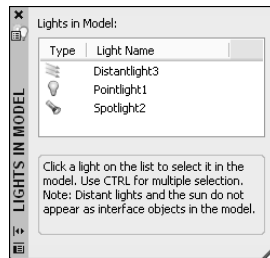 Lights in Model:
Type Light Name
Distantlight3
Pointlight1
Spotlight2
Click a light on the list to select it in the
model. Use CTRL for multiple selection.
Note: Distant lights and the sun do not
appear as interface objects in the model.
LIGHTS IN MODEL